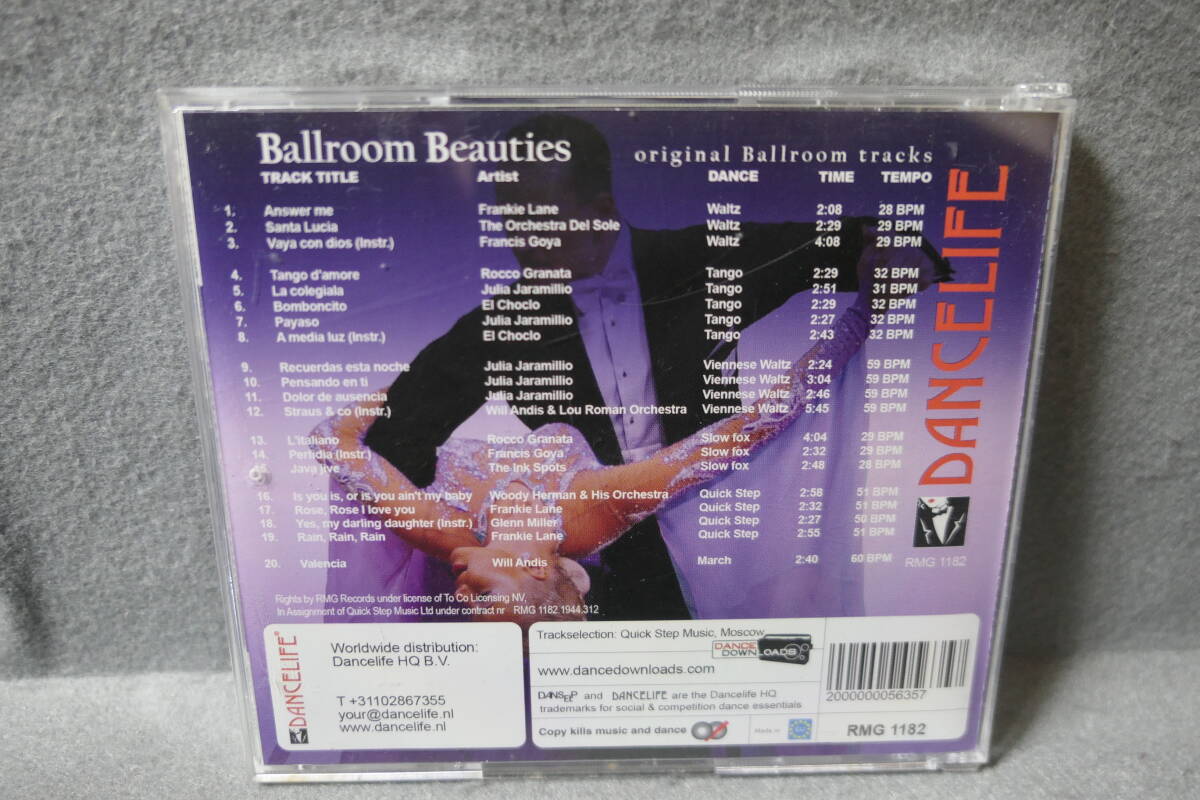 Ballroom Beauties original Ballroom tracks
TRACK TITLE Artist DANCE TIME TEMPO
1. Answer me Frankie Lane Waltz 2:08 28 BPM
2. Santa Lucia The Orchestra Del Sole Waltz 2:29 29 BPM
3. Vaya con dios (Instr.) Francis Goya Waltz 4:08 29 BPM
4. Tango d'amore Rocco Granata Tango 2:29 32 BPM
5. La colegiala Julia Jaramillio Tango 2:51 31 BPM
6. Bomboncito El Choclo Tango 2:29 32 BPM
7. Payaso Julia Jaramillio Tango 2:27 32 BPM
8. A media luz (Instr.) El Choclo Tango 2:43 32 BPM
9. Recuerdas esta noche Julia Jaramillio Viennese Waltz 2:24 59 BPM
10. Pensando en ti Julia Jaramillio Viennese Waltz 3:04 59 BPM
11. Dolor de ausencia Julia Jaramillio Viennese Waltz 2:46 59 BPM
12. Straus & co (Instr.) Will Andis & Lou Roman Orchestra Viennese Waltz 5:45 59 BPM
13. L'italiano Rocco Granata Slow fox 4:04 29 BPM
14. Perfidia (Instr.) Francis Goya Slow fox 2:32 29 BPM
15. Java jive The Ink Spots Slow fox 2:48 28 BPM
16. Is you is, or is you ain't my baby Woody Herman & His Orchestra Quick Step 2:58 51 BPM
17. Rose, Rose I love you Frankie Lane Quick Step 2:32 51 BPM
18. Yes, my darling daughter (Instr.) Glenn Miller Quick Step 2:27 50 BPM
19. Rain, Rain, Rain Frankie Lane Quick Step 2:55 51 BPM
20. Valencia Will Andis March 2:40 60 BPM
DANCELIFE
RMG 1182
Rights by RMG Records under license of To Co Licensing NV,
In Assignment of Quick Step Music Ltd under contract nr RMG 1182.1944.312
DANCELIFE®
Worldwide distribution:
Dancelife HQ B.V.
T +31102867355
your@dancelife.nl
www.dancelife.nl
Trackselection: Quick Step Music, Moscow
DANCE
DOWNLOADS
www.dancedownloads.com
DANSEP and DANCELIFE are the Dancelife HQ
trademarks for social & competition dance essentials
Copy kills music and dance
Made in
2000000056357
RMG 1182